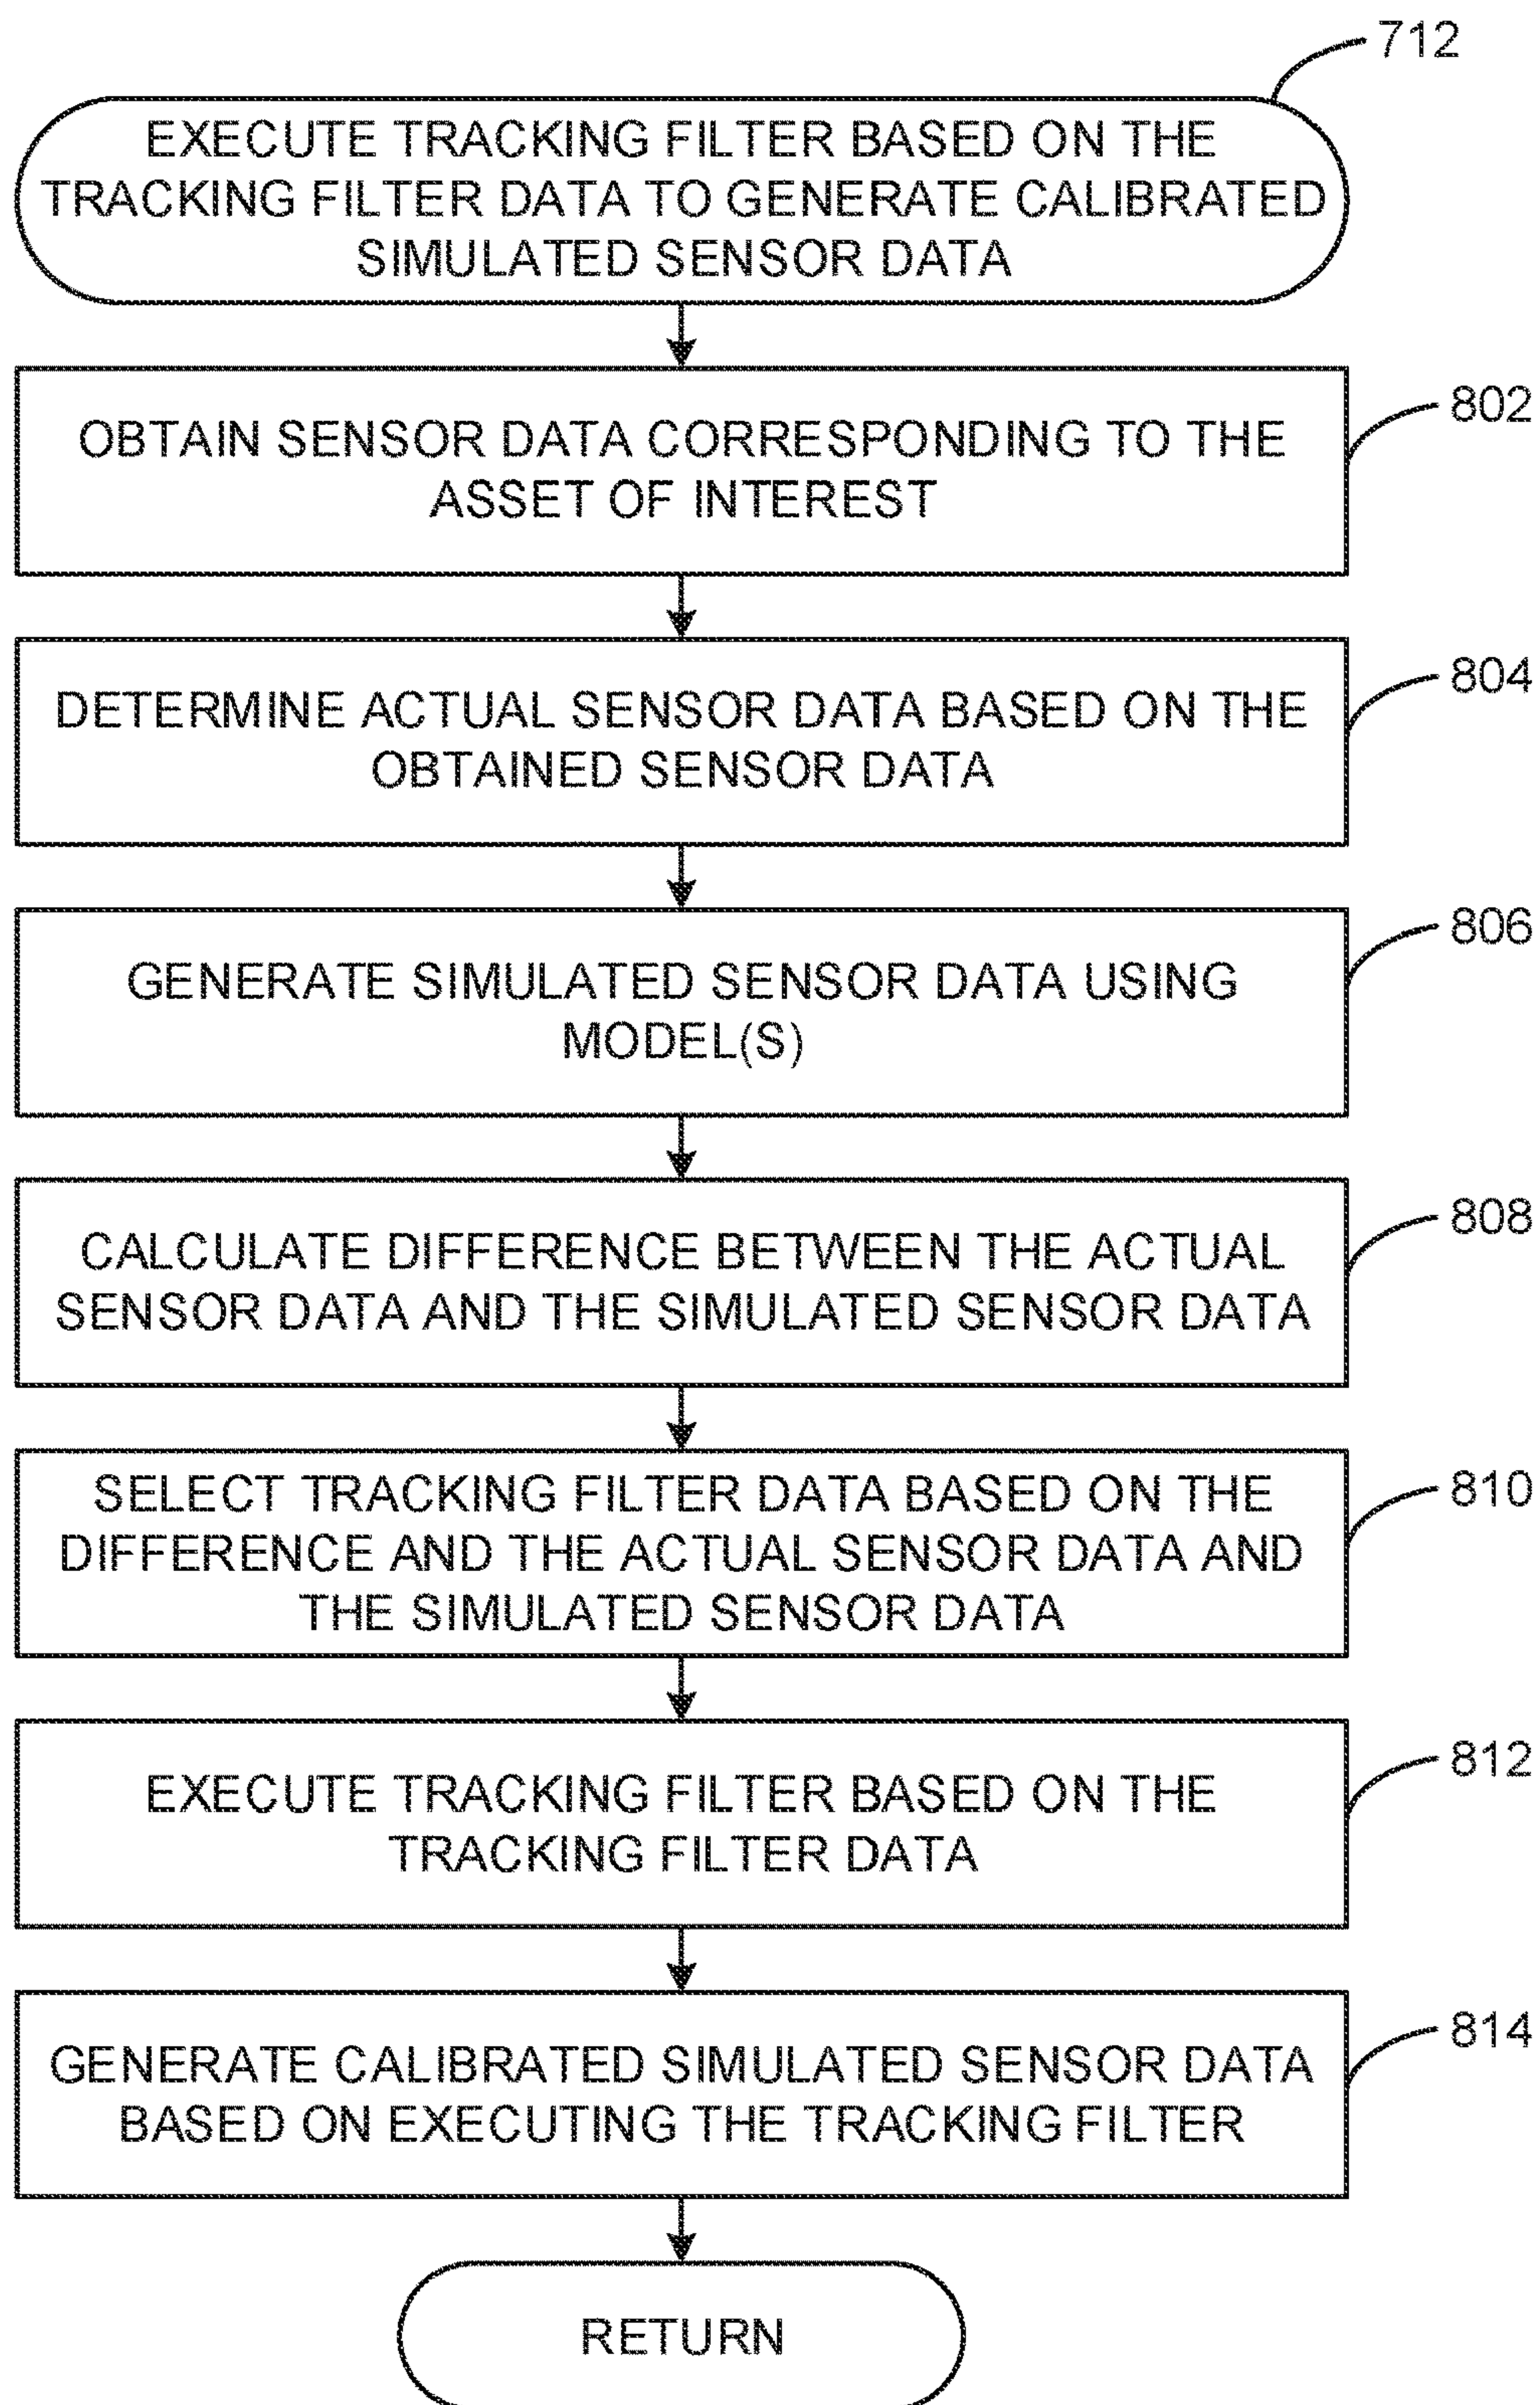 712
EXECUTE TRACKING FILTER BASED ON THE
TRACKING FILTER DATA TO GENERATE CALIBRATED
SIMULATED SENSOR DATA
OBTAIN SENSOR DATA CORRESPONDING TO THE
ASSET OF INTEREST
802
DETERMINE ACTUAL SENSOR DATA BASED ON THE
OBTAINED SENSOR DATA
804
GENERATE SIMULATED SENSOR DATA USING
MODEL(S)
806
CALCULATE DIFFERENCE BETWEEN THE ACTUAL
SENSOR DATA AND THE SIMULATED SENSOR DATA
808
SELECT TRACKING FILTER DATA BASED ON THE
DIFFERENCE AND THE ACTUAL SENSOR DATA AND
THE SIMULATED SENSOR DATA
810
EXECUTE TRACKING FILTER BASED ON THE
TRACKING FILTER DATA
812
GENERATE CALIBRATED SIMULATED SENSOR DATA
BASED ON EXECUTING THE TRACKING FILTER
814
RETURN